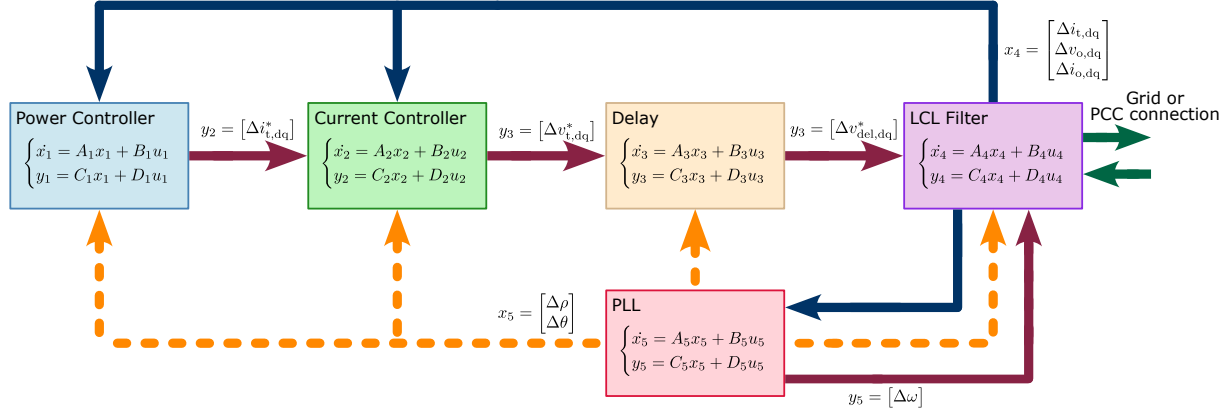 x₄ = [Δi_t,dq
Δv_o,dq
Δi_o,dq]
Grid or
PCC connection
Power Controller
ẋ₁ = A₁x₁ + B₁u₁
y₁ = C₁x₁ + D₁u₁
y₂ = [Δi*_t,dq]
Current Controller
ẋ₂ = A₂x₂ + B₂u₂
y₂ = C₂x₂ + D₂u₂
y₃ = [Δv*_t,dq]
Delay
ẋ₃ = A₃x₃ + B₃u₃
y₃ = C₃x₃ + D₃u₃
y₃ = [Δv*_del,dq]
LCL Filter
ẋ₄ = A₄x₄ + B₄u₄
y₄ = C₄x₄ + D₄u₄
x₅ = [Δρ
Δθ]
PLL
ẋ₅ = A₅x₅ + B₅u₅
y₅ = C₅x₅ + D₅u₅
y₅ = [Δω]